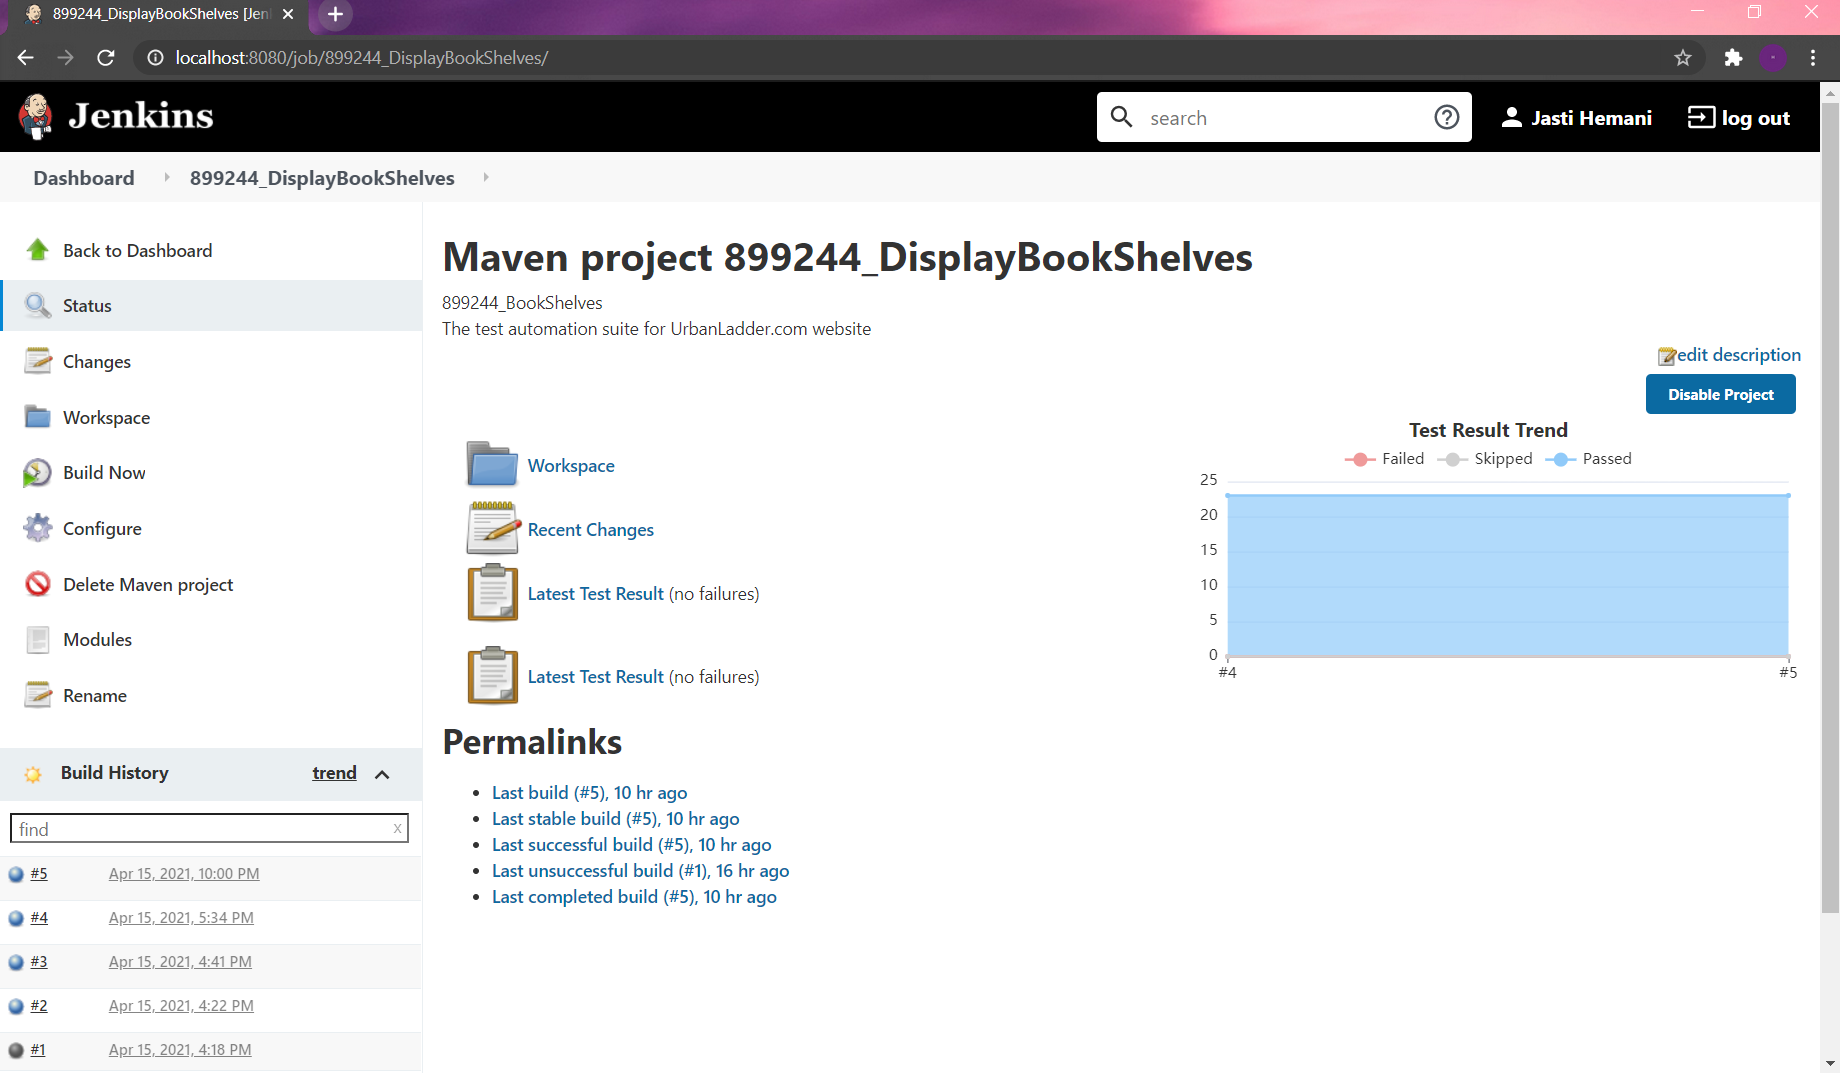 899244_DisplayBookShelves [Jen
localhost:8080/job/899244_DisplayBookShelves/
Jenkins
search
Jasti Hemani
log out
Dashboard
899244_DisplayBookShelves
Back to Dashboard
Status
Changes
Workspace
Build Now
Configure
Delete Maven project
Modules
Rename
Build History
trend
find
x
#5 Apr 15, 2021, 10:00 PM
#4 Apr 15, 2021, 5:34 PM
#3 Apr 15, 2021, 4:41 PM
#2 Apr 15, 2021, 4:22 PM
#1 Apr 15, 2021, 4:18 PM
Maven project 899244_DisplayBookShelves
899244_BookShelves
The test automation suite for UrbanLadder.com website
edit description
Disable Project
Workspace
Recent Changes
Latest Test Result (no failures)
Latest Test Result (no failures)
Test Result Trend
Failed Skipped Passed
25
20
15
10
5
0
#4 #5
Permalinks
Last build (#5), 10 hr ago
Last stable build (#5), 10 hr ago
Last successful build (#5), 10 hr ago
Last unsuccessful build (#1), 16 hr ago
Last completed build (#5), 10 hr ago